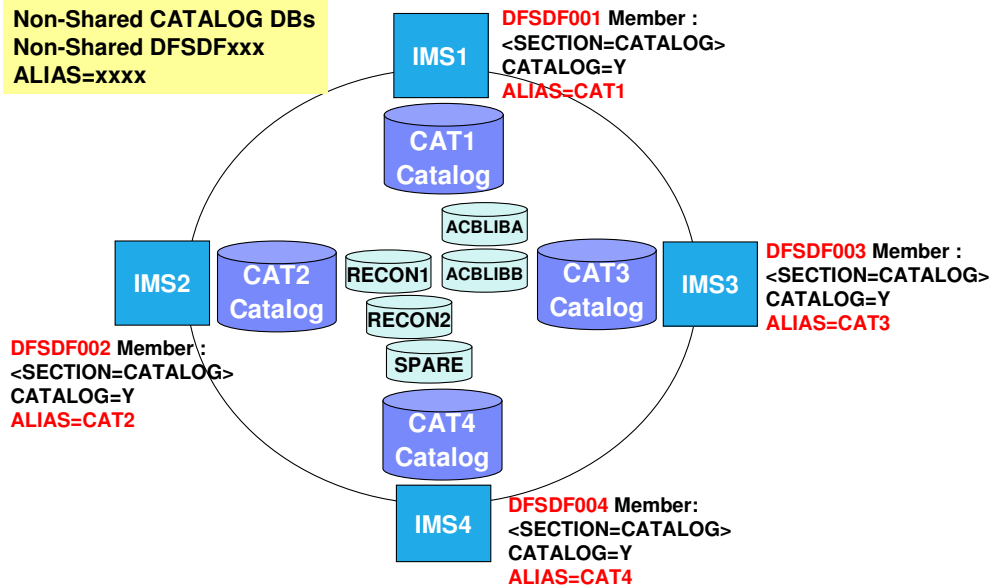 Non-Shared CATALOG DBs
Non-Shared DFSDFxxx
ALIAS=xxxx
IMS1
DFSDF001 Member :
<SECTION=CATALOG>
CATALOG=Y
ALIAS=CAT1
CAT1
Catalog
ACBLIBA
ACBLIBB
RECON1
RECON2
SPARE
IMS2
CAT2
Catalog
DFSDF002 Member :
<SECTION=CATALOG>
CATALOG=Y
ALIAS=CAT2
CAT3
Catalog
IMS3
DFSDF003 Member :
<SECTION=CATALOG>
CATALOG=Y
ALIAS=CAT3
CAT4
Catalog
IMS4
DFSDF004 Member:
<SECTION=CATALOG>
CATALOG=Y
ALIAS=CAT4